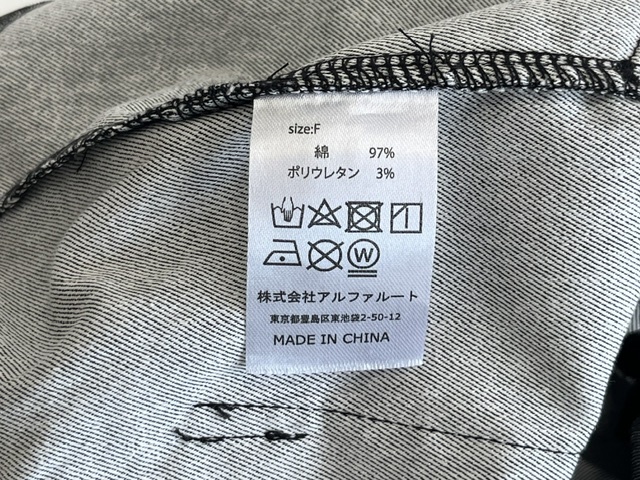 size:F
綿 97%
ポリウレタン 3%
W
株式会社アルファルート
東京都豊島区東池袋2-50-12
MADE IN CHINA